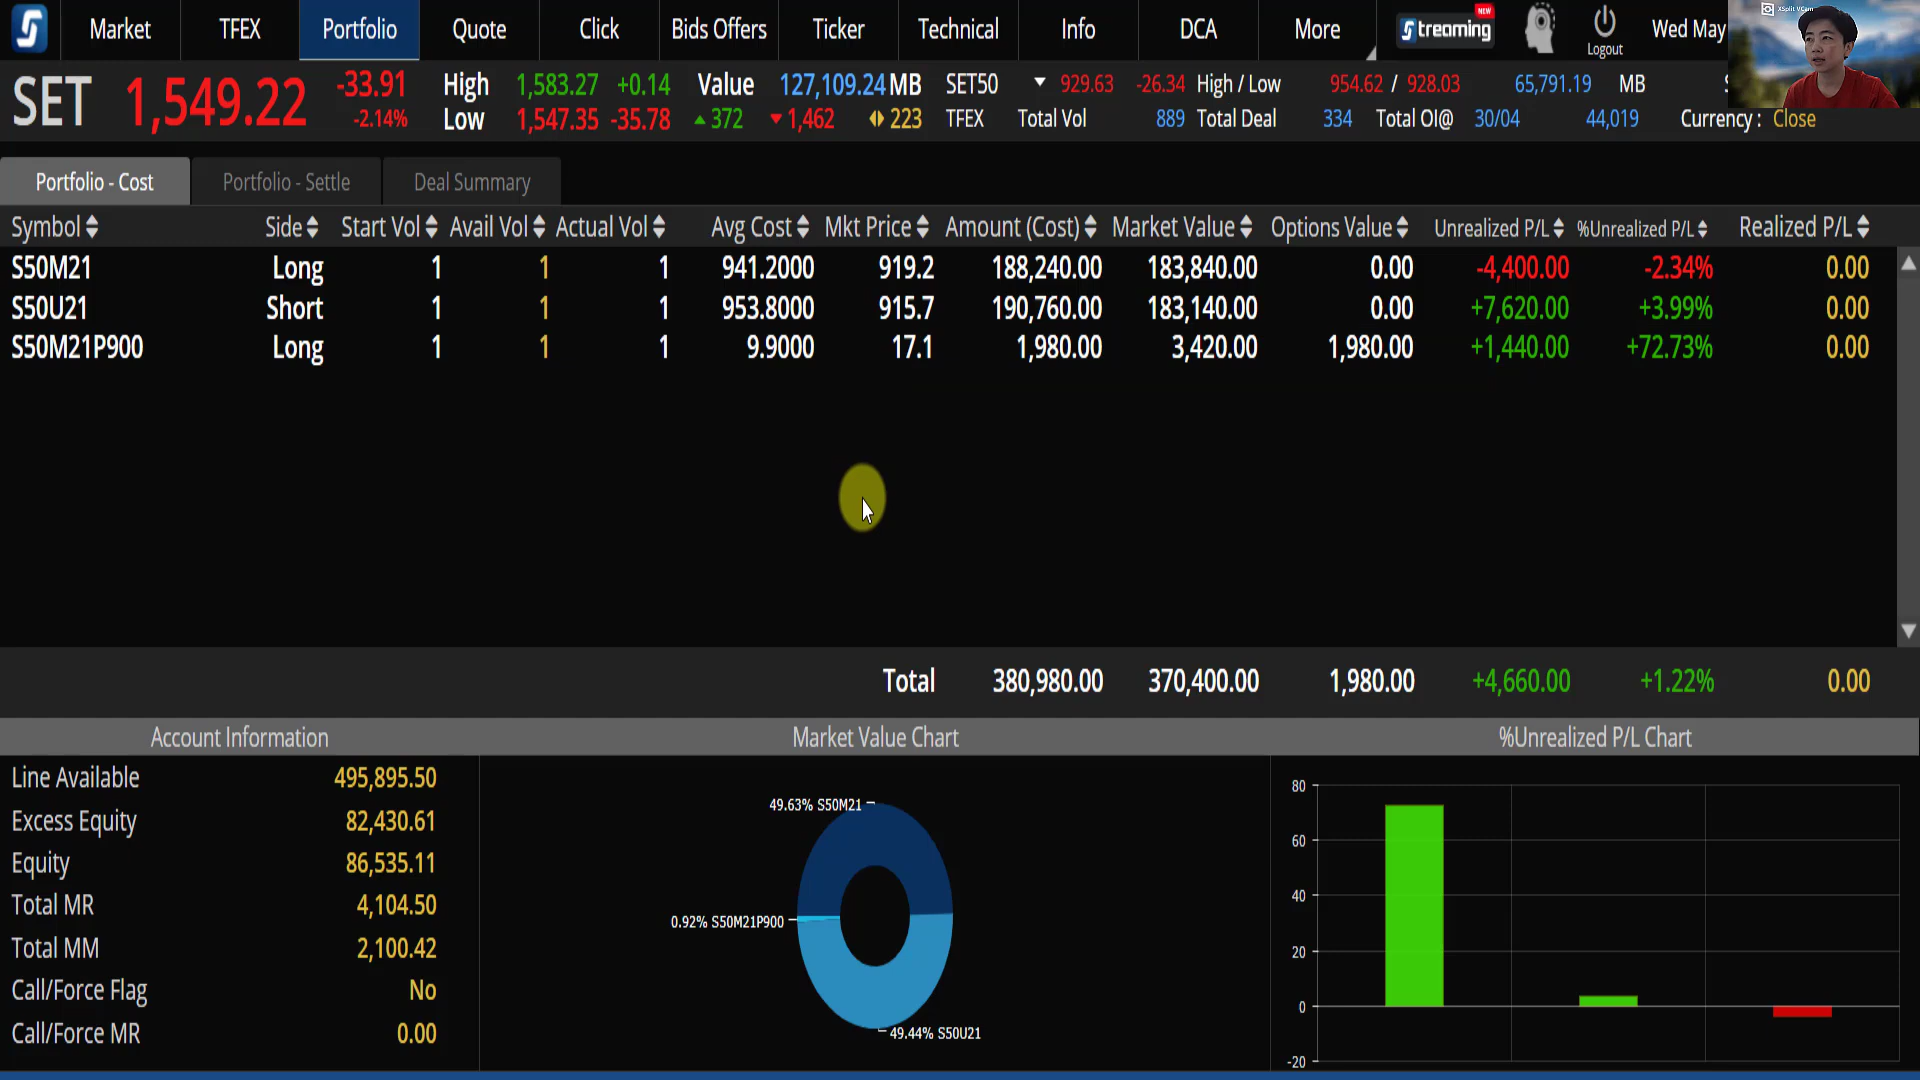 Market TFEX Portfolio Quote Click Bids Offers Ticker Technical Info DCA More Streaming NEW Logout Wed May
XSplit VCam
SET 1,549.22 -33.91 -2.14%
High 1,583.27 +0.14 Value 127,109.24 MB
Low 1,547.35 -35.78 372 1,462 223
SET50 929.63 -26.34 High / Low 954.62 / 928.03 65,791.19 MB S
TFEX Total Vol 889 Total Deal 334 Total OI@ 30/04 44,019 Currency : Close
Portfolio - Cost Portfolio - Settle Deal Summary
Symbol Side Start Vol Avail Vol Actual Vol Avg Cost Mkt Price Amount (Cost) Market Value Options Value Unrealized P/L %Unrealized P/L Realized P/L
S50M21 Long 1 1 1 941.2000 919.2 188,240.00 183,840.00 0.00 -4,400.00 -2.34% 0.00
S50U21 Short 1 1 1 953.8000 915.7 190,760.00 183,140.00 0.00 +7,620.00 +3.99% 0.00
S50M21P900 Long 1 1 1 9.9000 17.1 1,980.00 3,420.00 1,980.00 +1,440.00 +72.73% 0.00
Total 380,980.00 370,400.00 1,980.00 +4,660.00 +1.22% 0.00
Account Information
Line Available 495,895.50
Excess Equity 82,430.61
Equity 86,535.11
Total MR 4,104.50
Total MM 2,100.42
Call/Force Flag No
Call/Force MR 0.00
Market Value Chart
49.63% S50M21
0.92% S50M21P900
49.44% S50U21
%Unrealized P/L Chart
80
60
40
20
0
-20